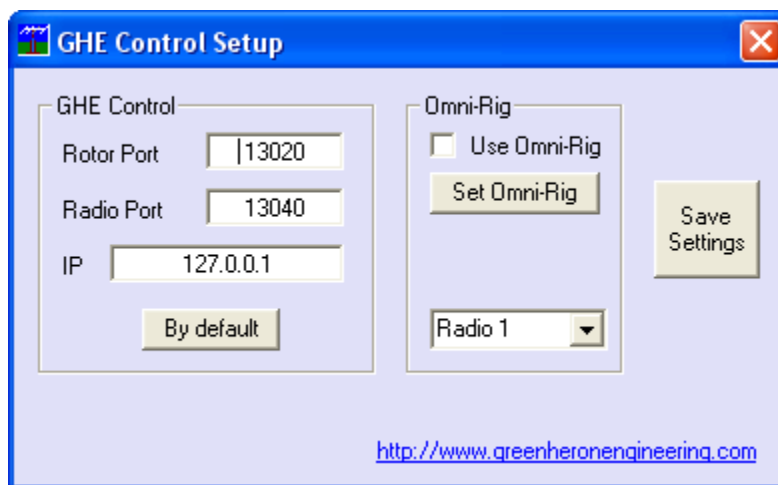 GHE Control Setup
GHE Control
Rotor Port 13020
Radio Port 13040
IP 127.0.0.1
By default
Omni-Rig
Use Omni-Rig
Set Omni-Rig
Radio 1
Save
Settings
http://www.greenheronengineering.com